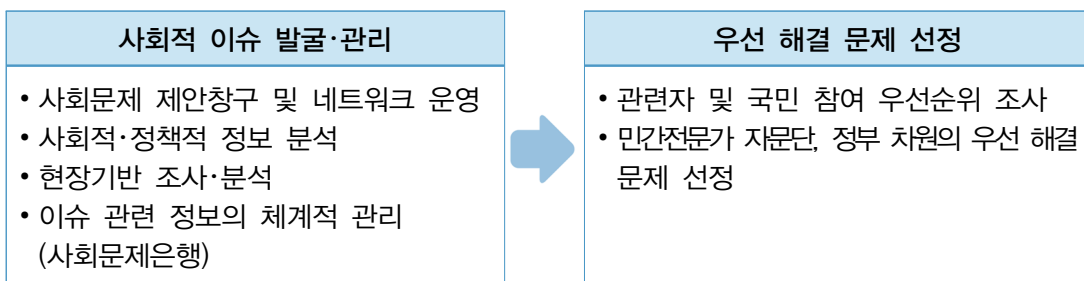 사회적 이슈 발굴·관리
• 사회문제 제안창구 및 네트워크 운영
• 사회적·정책적 정보 분석
• 현장기반 조사·분석
• 이슈 관련 정보의 체계적 관리
(사회문제은행)
우선 해결 문제 선정
• 관련자 및 국민 참여 우선순위 조사
• 민간전문가 자문단, 정부 차원의 우선 해결
문제 선정